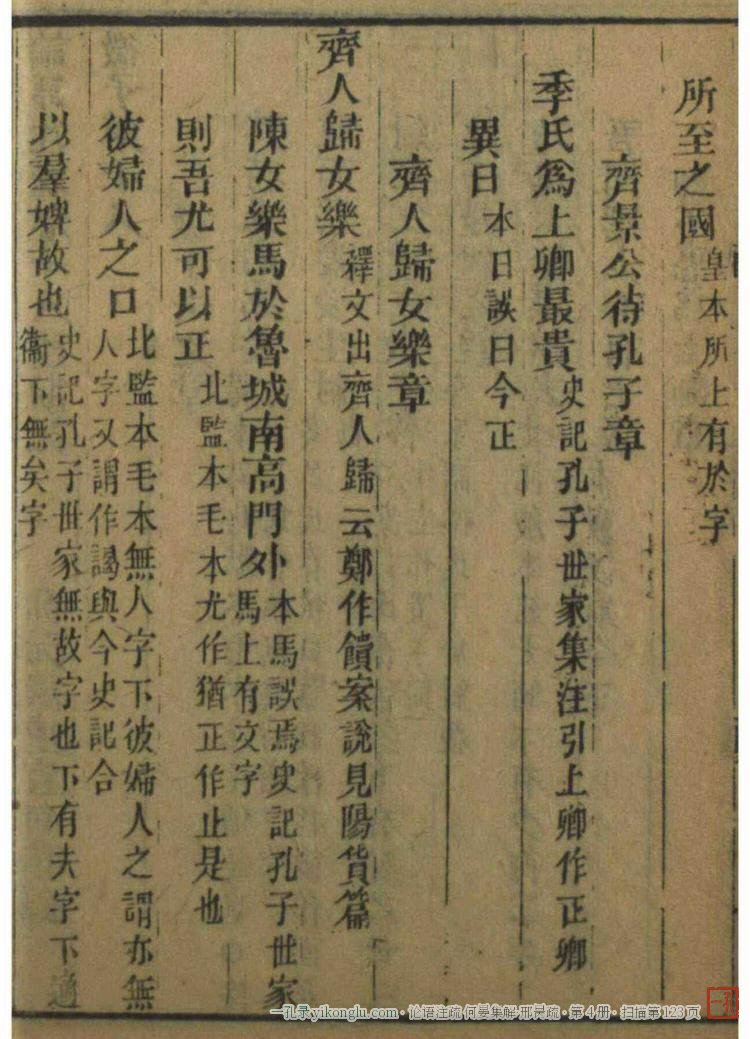 所至之國皇本所上有於字
齊景公待孔子章
季氏爲上卿最貴史記孔子世家集注引上卿作正卿
異日本日誤曰今正
齊人歸女樂章
齊人歸女樂釋文出齊人歸云鄭作饋案說見陽貨篇
陳女樂馬於魯城南高門外本馬誤焉史記孔子世家
馬上有文字
則吾尤可以正北監本毛本尤作猶正作止是也
彼婦人之口北監本毛本無人字下彼婦人之謂亦無
人字又謂作謁與今史記合
以羣婢故也史記孔子世家無故字也下有夫字下適
衞下無矣字
一孔录yikonglu.com · 论语注疏.何晏集解.邢昺疏 · 第4册 · 扫描第123页